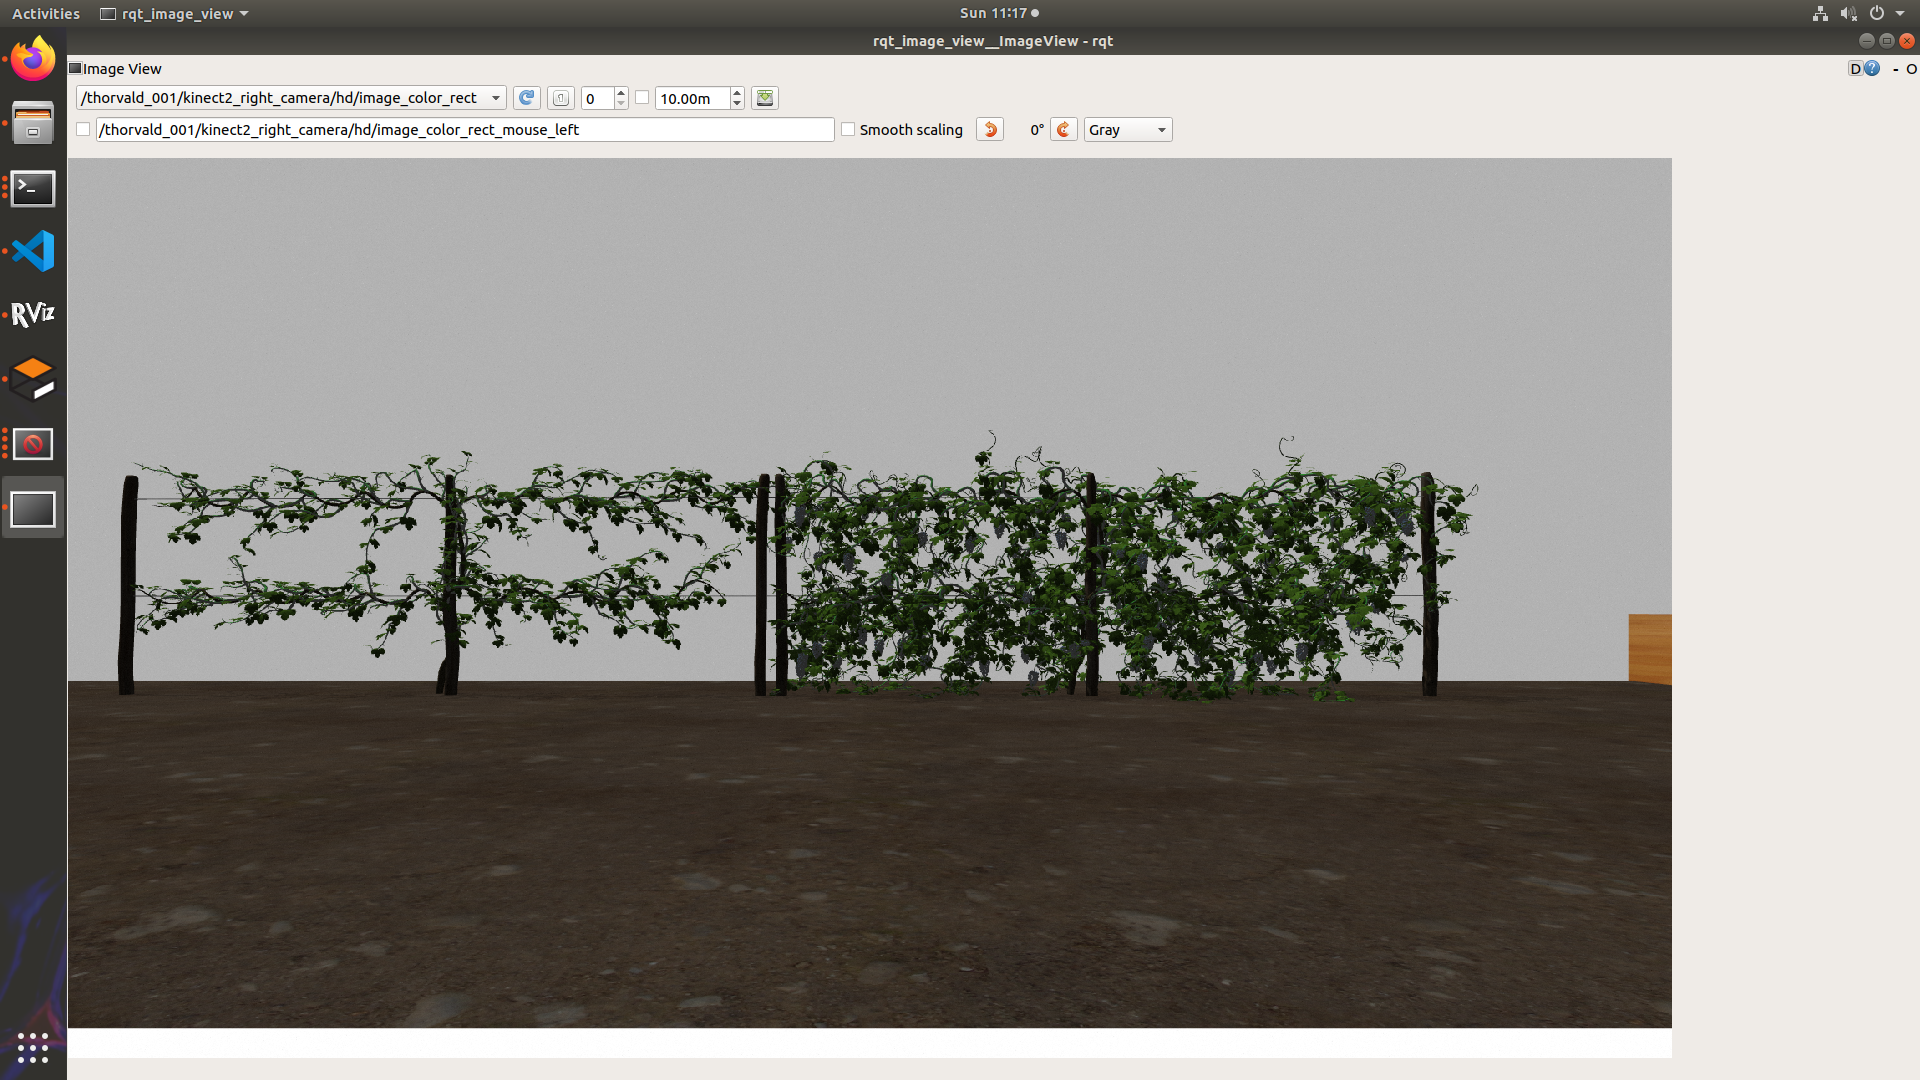 Activities rqt_image_view Sun 11:17
rqt_image_view__ImageView - rqt
Image View D ? - O
/thorvald_001/kinect2_right_camera/hd/image_color_rect 0 10.00m
/thorvald_001/kinect2_right_camera/hd/image_color_rect_mouse_left Smooth scaling 0° Gray
>_
RViz